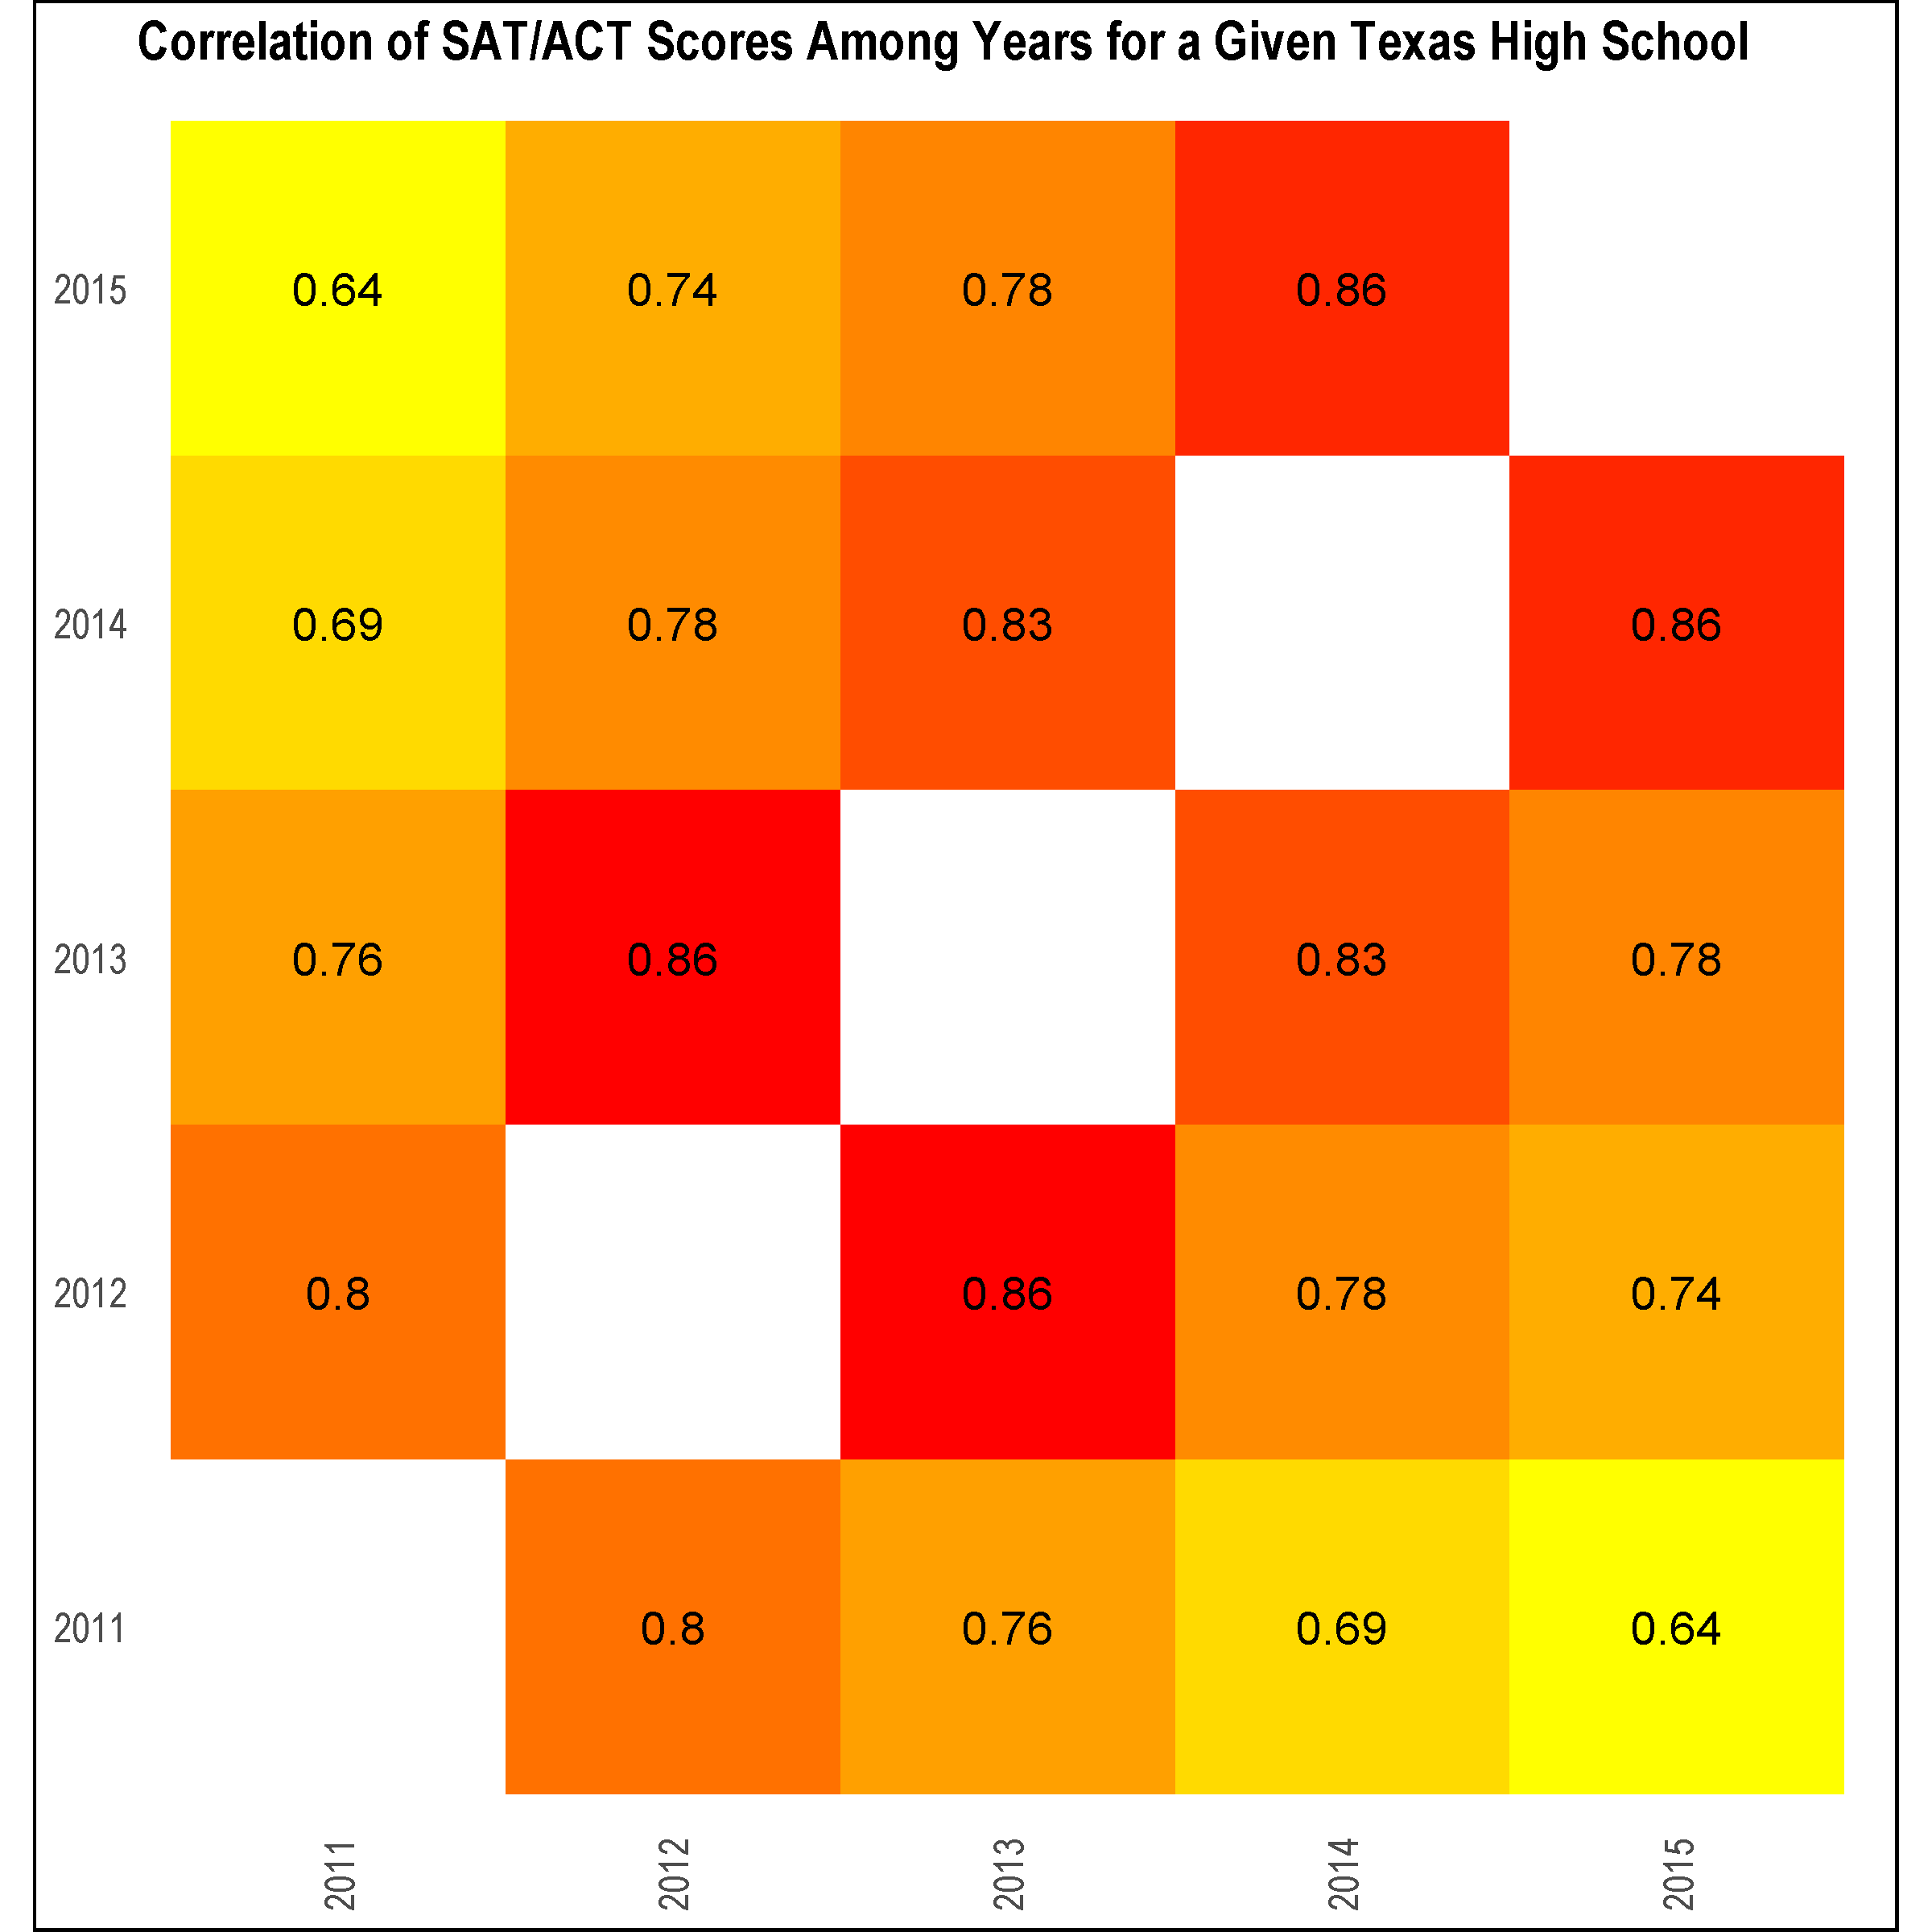 Correlation of SAT/ACT Scores Among Years for a Given Texas High School
2015 0.64 0.74 0.78 0.86
2014 0.69 0.78 0.83 0.86
2013 0.76 0.86 0.83 0.78
2012 0.8 0.86 0.78 0.74
2011 0.8 0.76 0.69 0.64
2011 2012 2013 2014 2015